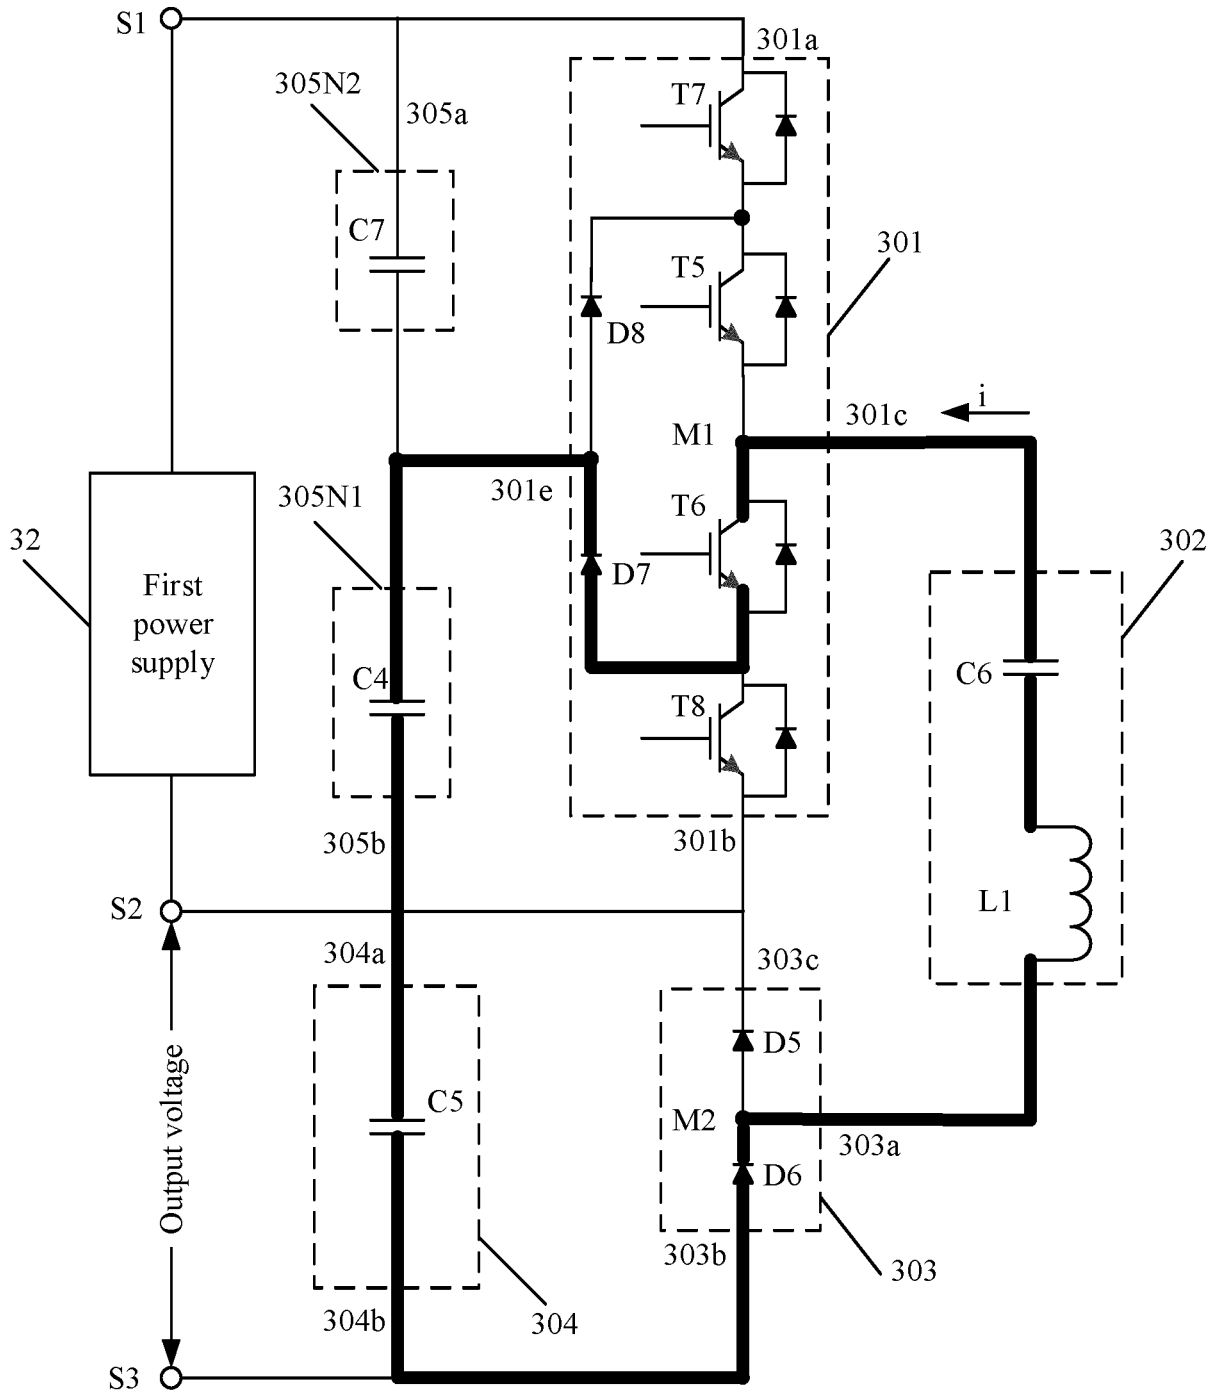 S1
301a
305N2
T7
305a
C7
301
T5
D8
i
301c
M1
301e
305N1
T6
32
302
First
power
supply
D7
C6
C4
T8
305b
301b
L1
S2
304a
303c
D5
C5
M2
303a
Output voltage
D6
303b
303
304b
304
S3